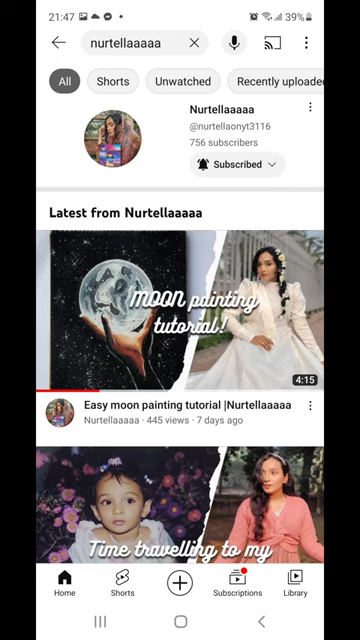 21:47
39%
nurtellaaaaa
All
Shorts
Unwatched
Recently uploaded
Nurtellaaaaa
@nurtellaonyt3116
756 subscribers
Subscribed
Latest from Nurtellaaaaa
MOON painting
tutorial!
4:15
Easy moon painting tutorial |Nurtellaaaaa
Nurtellaaaaa · 445 views · 7 days ago
Time travelling to my
Home
Shorts
Subscriptions
Library